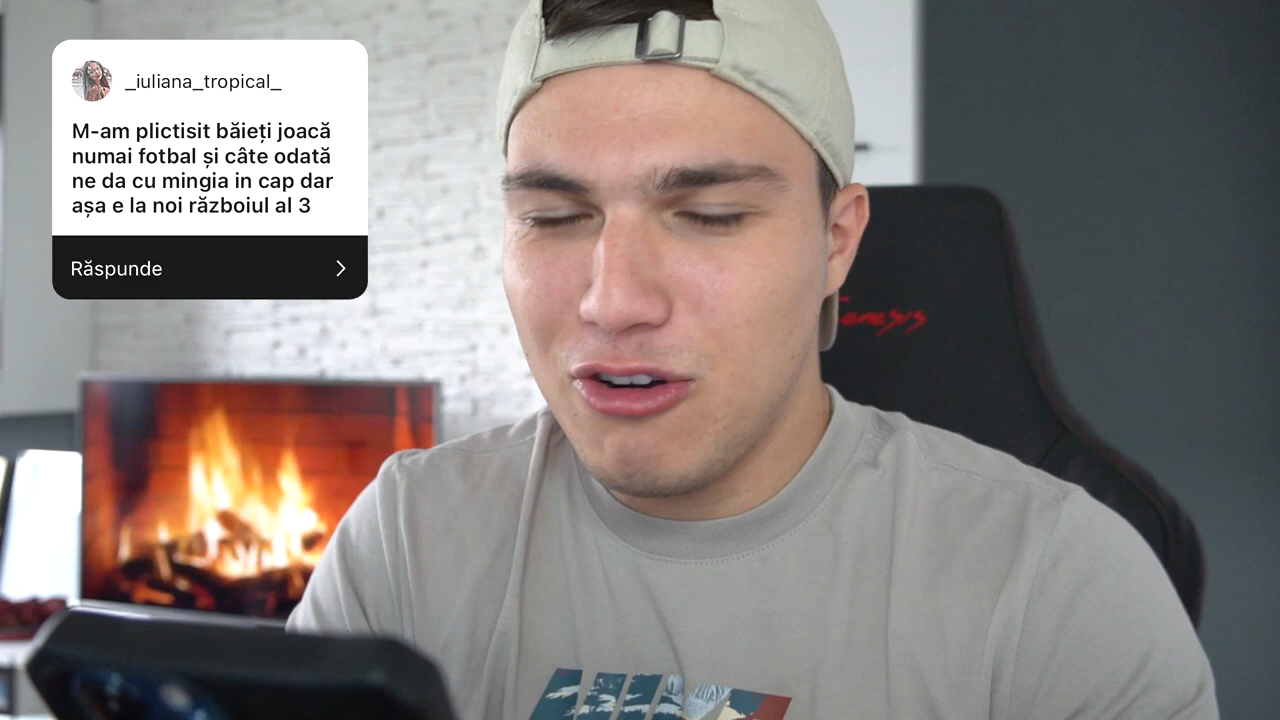 _iuliana_tropical_
M-am plictisit băieți joacă
numai fotbal și câte odată
ne da cu mingia in cap dar
așa e la noi războiul al 3
Răspunde
Genesis